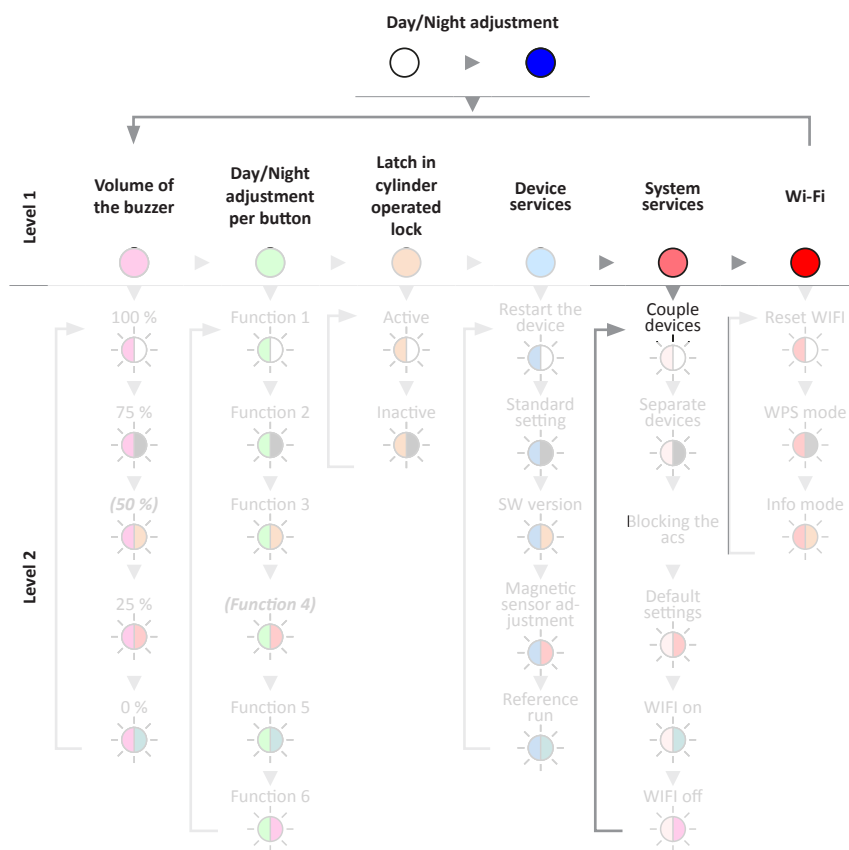 Day/Night adjustment
Level 1
Volume of
the buzzer
Day/Night
adjustment
per button
Latch in
cylinder
operated
lock
Device
services
System
services
Wi-Fi
Level 2
100 %
75 %
(50 %)
25 %
0 %
Function 1
Function 2
Function 3
(Function 4)
Function 5
Function 6
Active
Inactive
Restart the
device
Standard
setting
SW version
Magnetic
sensor ad-
justment
Reference
run
Couple
devices
Separate
devices
Blocking the
acs
Default
settings
WIFI on
WIFI off
Reset WIFI
WPS mode
Info mode